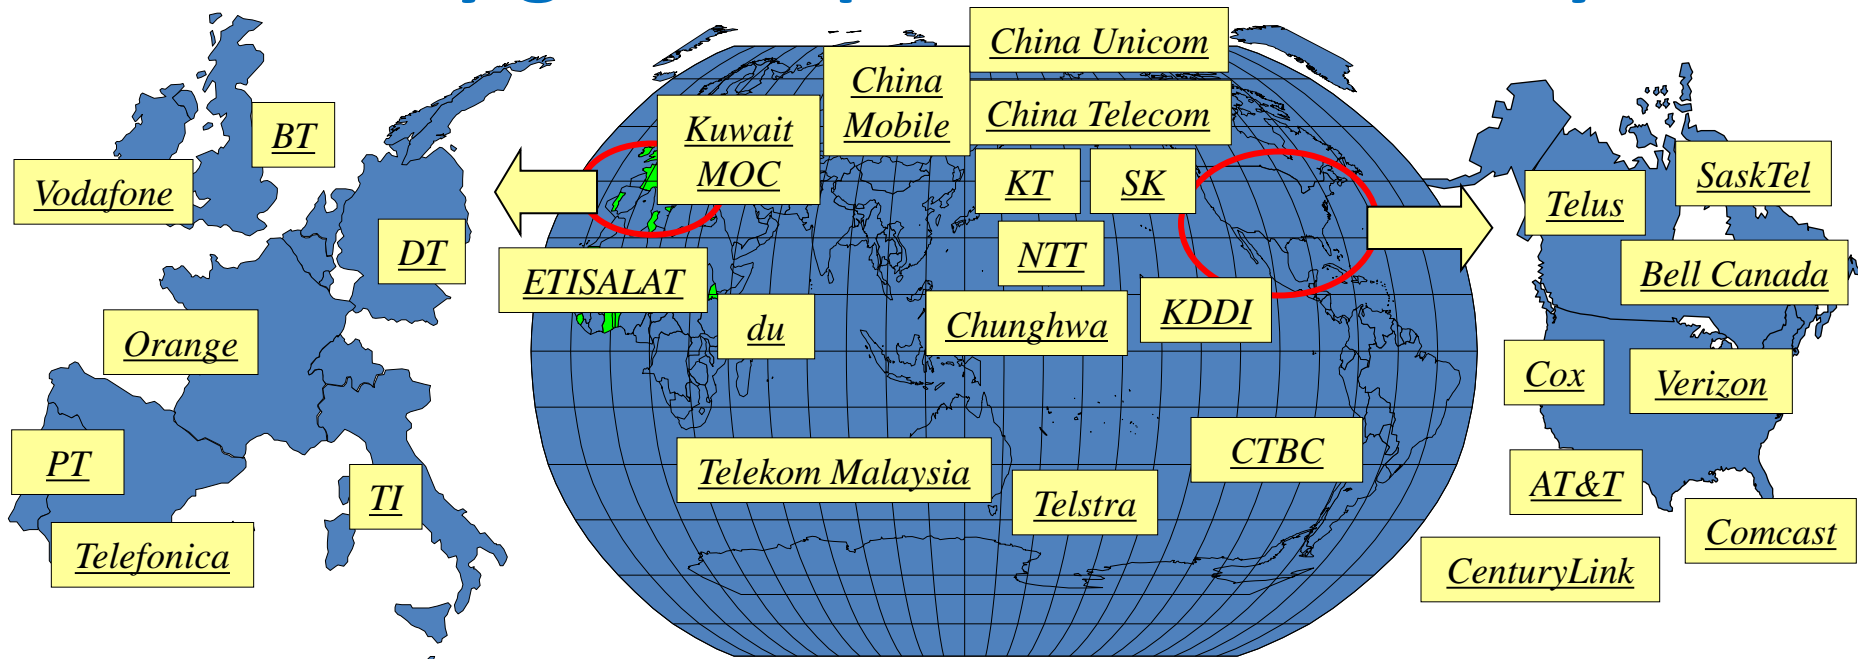 BT
Vodafone
DT
Orange
PT
TI
Telefonica
China Unicom
China
Mobile
China Telecom
Kuwait
MOC
KT
SK
NTT
ETISALAT
du
Chunghwa
KDDI
Telekom Malaysia
Telstra
CTBC
SaskTel
Telus
Bell Canada
Cox
Verizon
AT&T
Comcast
CenturyLink